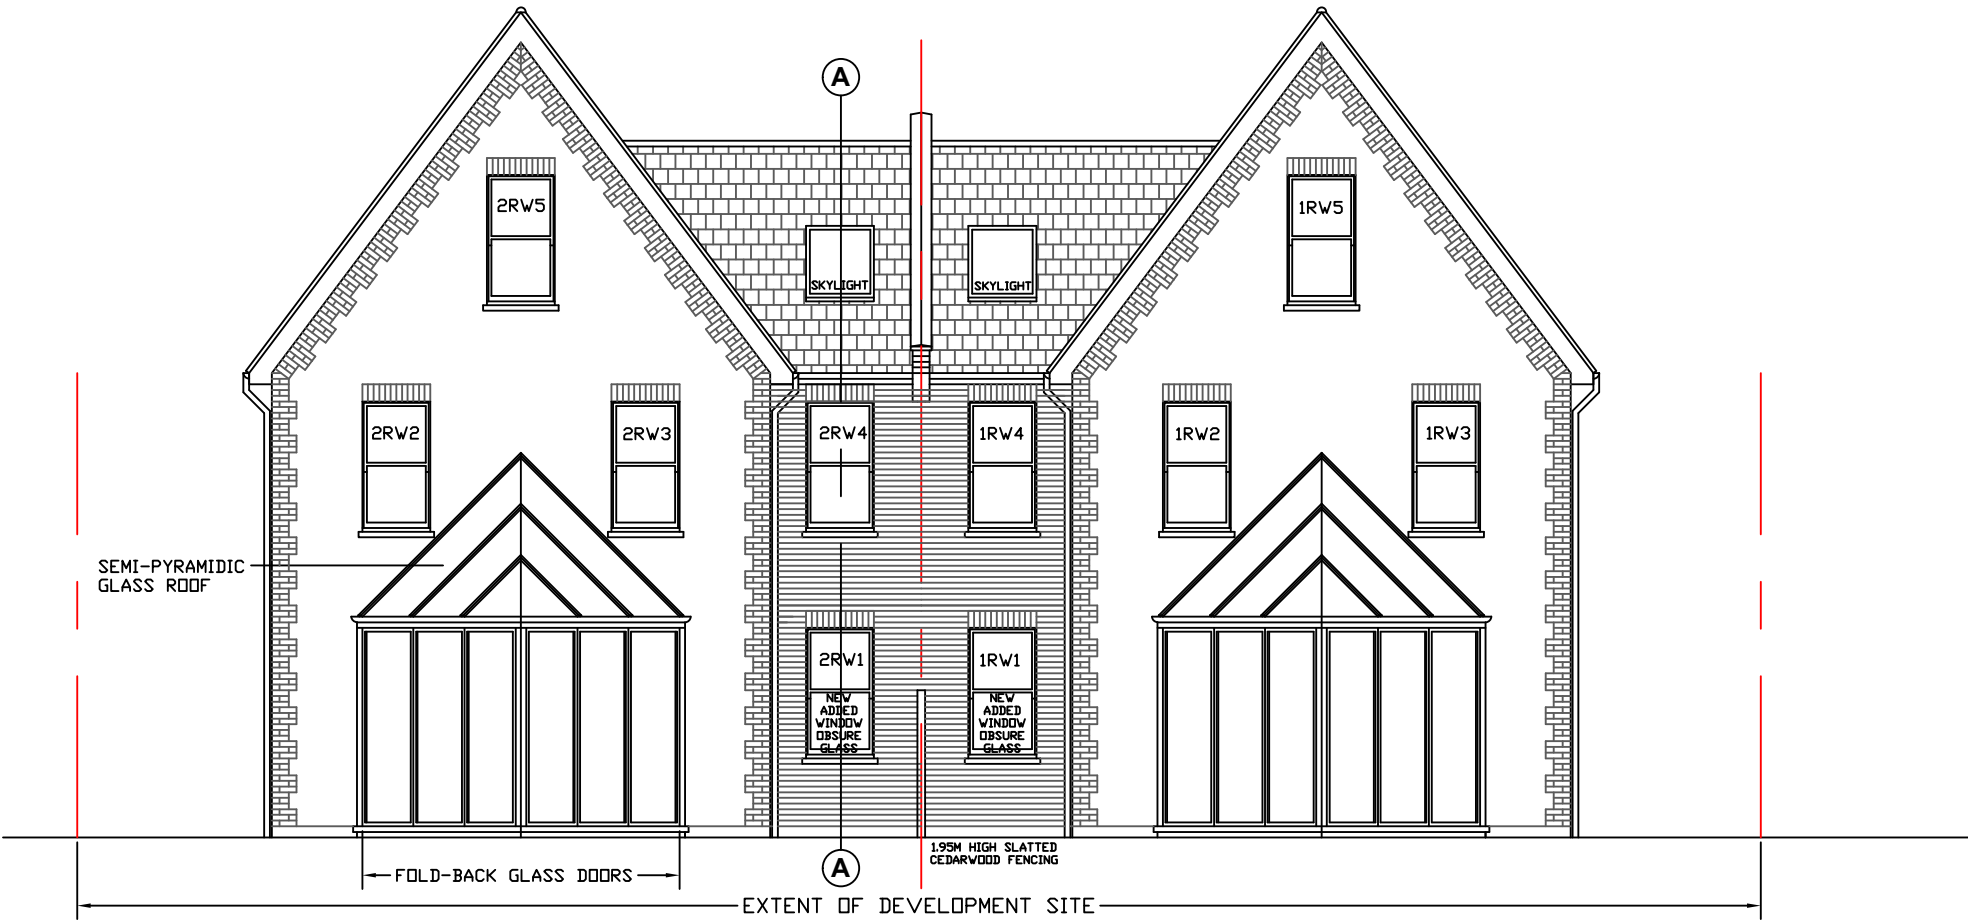 A
2RW5
1RW5
SKYLIGHT
SKYLIGHT
2RW2
2RW3
2RW4
1RW4
1RW2
1RW3
SEMI-PYRAMIDIC
GLASS ROOF
2RW1
NEW
ADDED
WINDOW
OBSURE
GLASS
1RW1
NEW
ADDED
WINDOW
OBSURE
GLASS
1.95M HIGH SLATTED
CEDARWOOD FENCING
A
FOLD-BACK GLASS DOORS
EXTENT OF DEVELOPMENT SITE